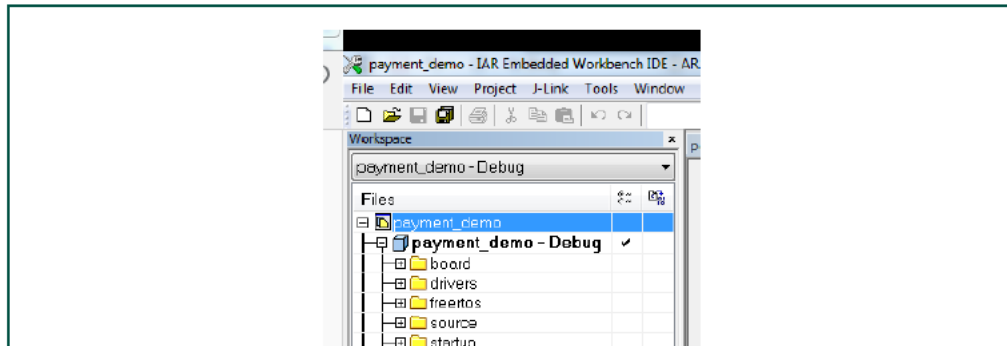 payment_demo - IAR Embedded Workbench IDE - AR
File Edit View Project J-Link Tools Window
Workspace
payment_demo - Debug
Files
payment_demo
payment_demo - Debug
board
drivers
freertos
source
startup